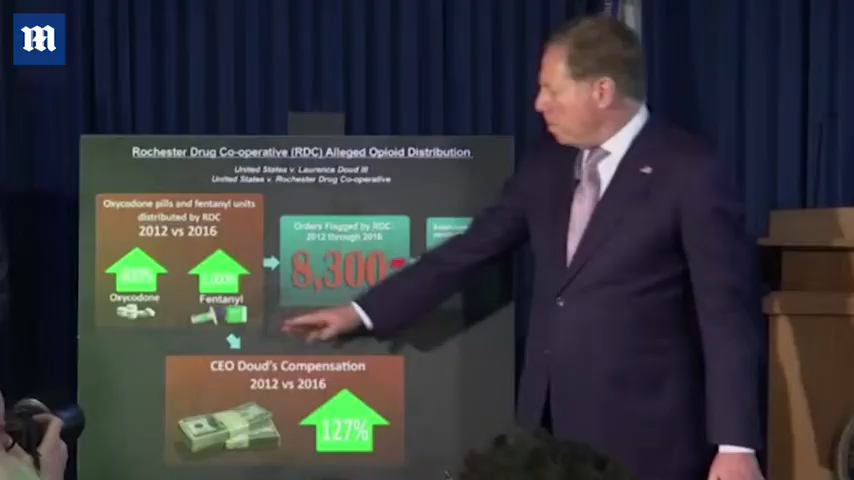 m
Rochester Drug Co-operative (RDC) Alleged Opioid Distribution
United States v. Laurence Doud III
United States v. Rochester Drug Co-operative
Oxycodone pills and fentanyl units
distributed by RDC
2012 vs 2016
Oxycodone
Fentanyl
Orders Flagged by RDC:
2012 through 2016
8,300
CEO Doud's Compensation
2012 vs 2016
127%